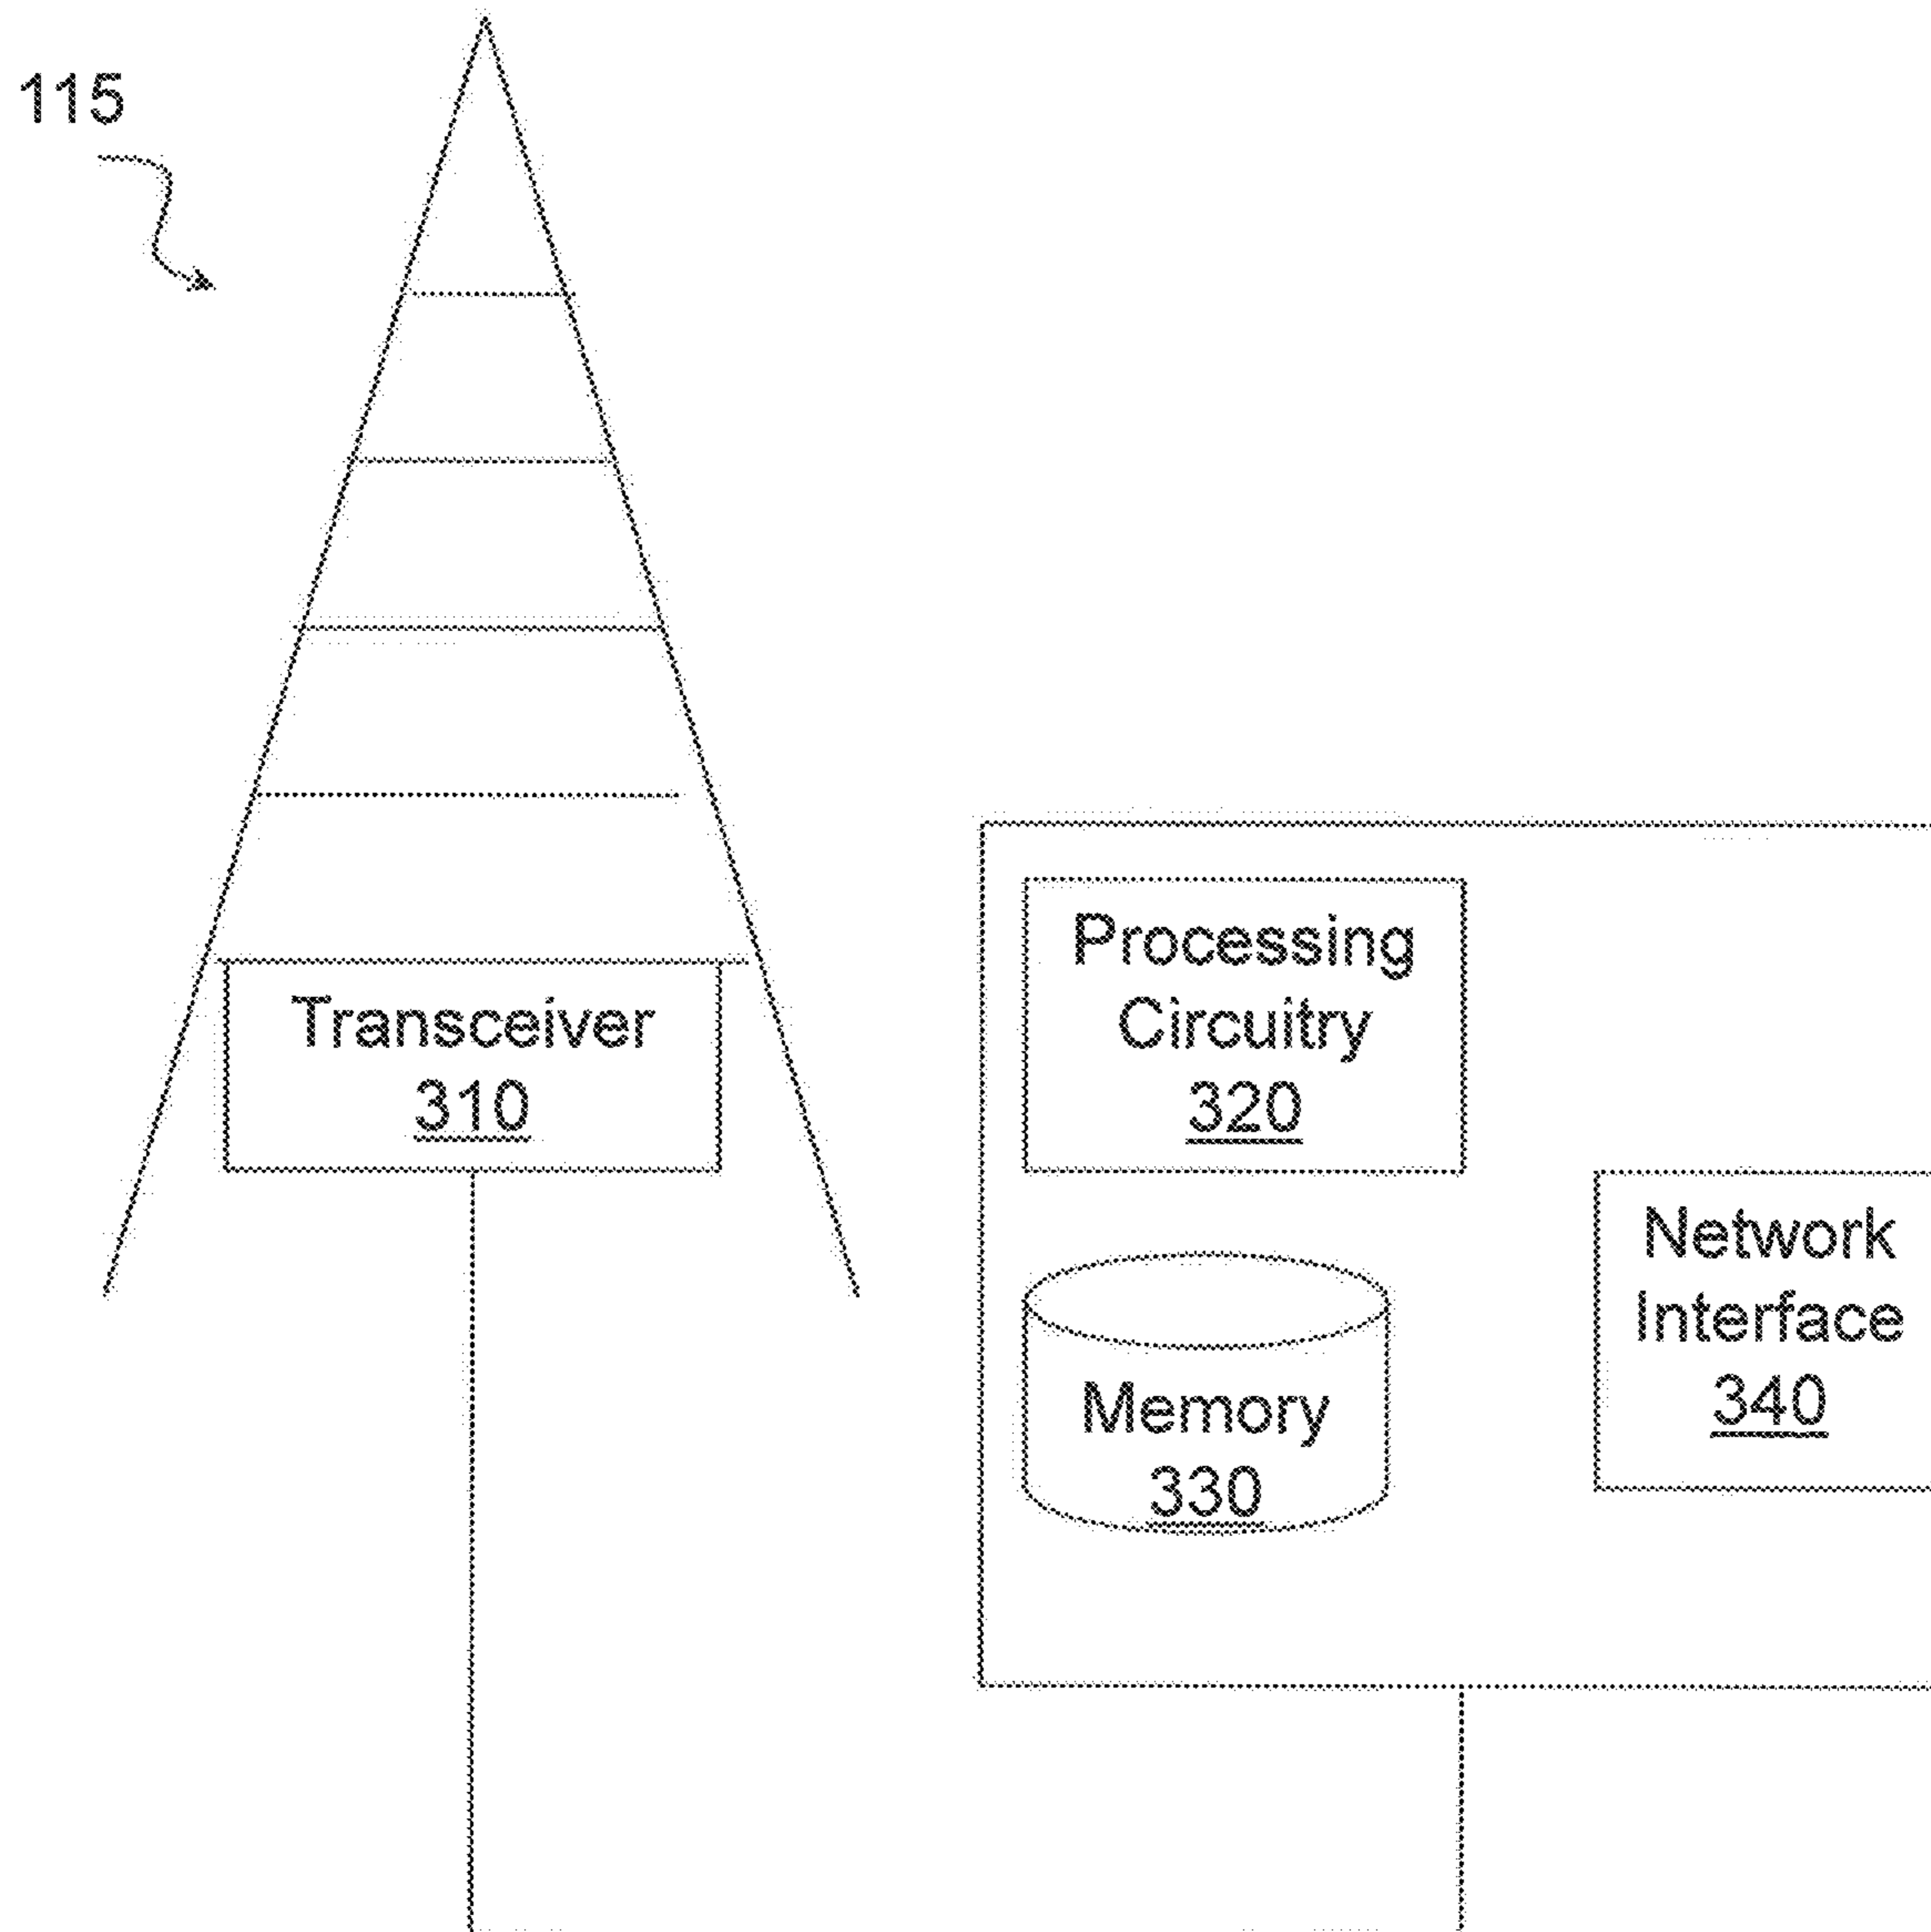 115
Transceiver
310
Processing
Circuitry
320
Memory
330
Network
Interface
340